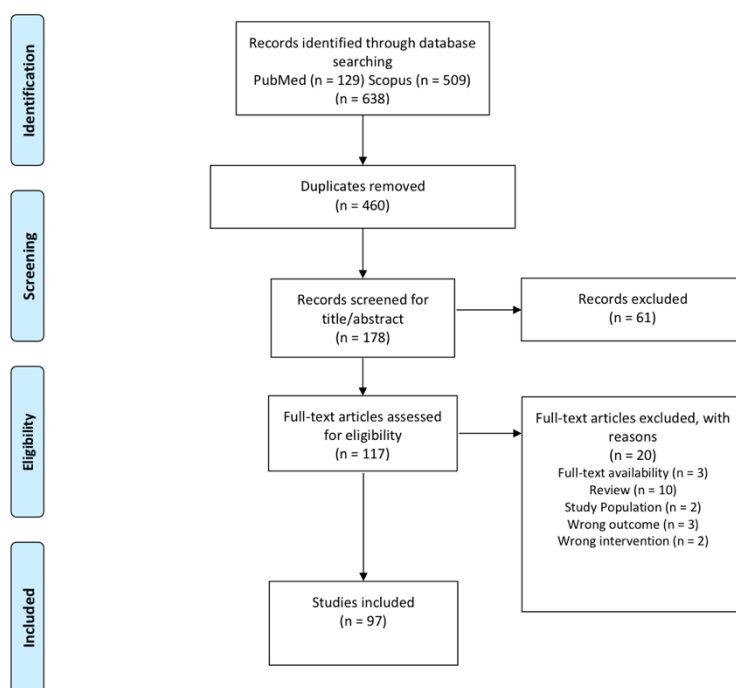 Identification
Records identified through database
searching
PubMed (n = 129) Scopus (n = 509)
(n = 638)
Duplicates removed
(n = 460)
Screening
Records screened for
title/abstract
(n = 178)
Records excluded
(n = 61)
Eligibility
Full-text articles assessed
for eligibility
(n = 117)
Full-text articles excluded, with
reasons
(n = 20)
Full-text availability (n = 3)
Review (n = 10)
Study Population (n = 2)
Wrong outcome (n = 3)
Wrong intervention (n = 2)
Included
Studies included
(n = 97)